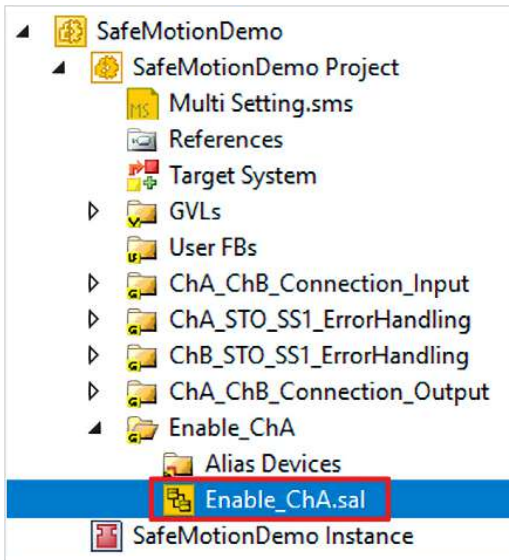 SafeMotionDemo
SafeMotionDemo Project
MS Multi Setting.sms
References
Target System
GVLs
User FBs
ChA_ChB_Connection_Input
ChA_STO_SS1_ErrorHandling
ChB_STO_SS1_ErrorHandling
ChA_ChB_Connection_Output
Enable_ChA
Alias Devices
Enable_ChA.sal
SafeMotionDemo Instance